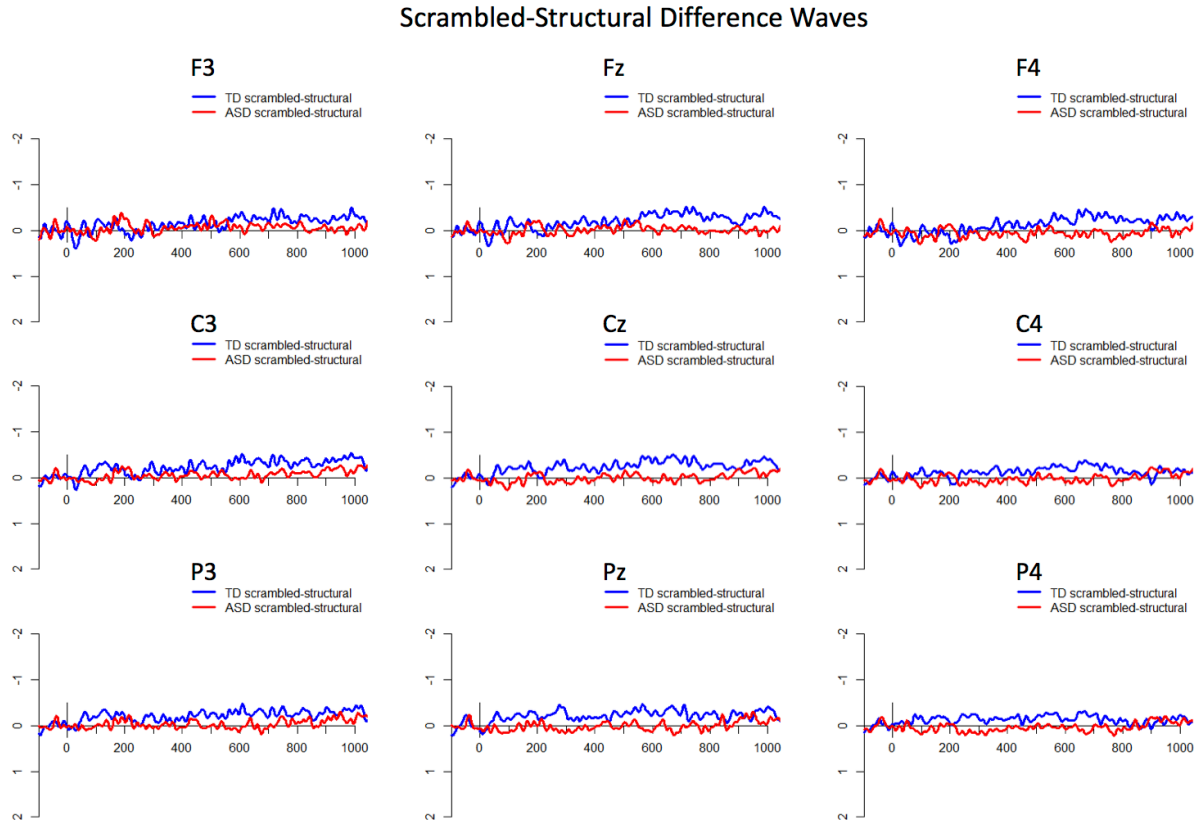 Scrambled-Structural Difference Waves
F3
TD scrambled-structural
ASD scrambled-structural
-2
-1
0
1
2
0 200 400 600 800 1000
Fz
TD scrambled-structural
ASD scrambled-structural
-2
-1
0
1
2
0 200 400 600 800 1000
F4
TD scrambled-structural
ASD scrambled-structural
-2
-1
0
1
2
0 200 400 600 800 1000
C3
TD scrambled-structural
ASD scrambled-structural
-2
-1
0
1
2
0 200 400 600 800 1000
Cz
TD scrambled-structural
ASD scrambled-structural
-2
-1
0
1
2
0 200 400 600 800 1000
C4
TD scrambled-structural
ASD scrambled-structural
-2
-1
0
1
2
0 200 400 600 800 1000
P3
TD scrambled-structural
ASD scrambled-structural
-2
-1
0
1
2
0 200 400 600 800 1000
Pz
TD scrambled-structural
ASD scrambled-structural
-2
-1
0
1
2
0 200 400 600 800 1000
P4
TD scrambled-structural
ASD scrambled-structural
-2
-1
0
1
2
0 200 400 600 800 1000